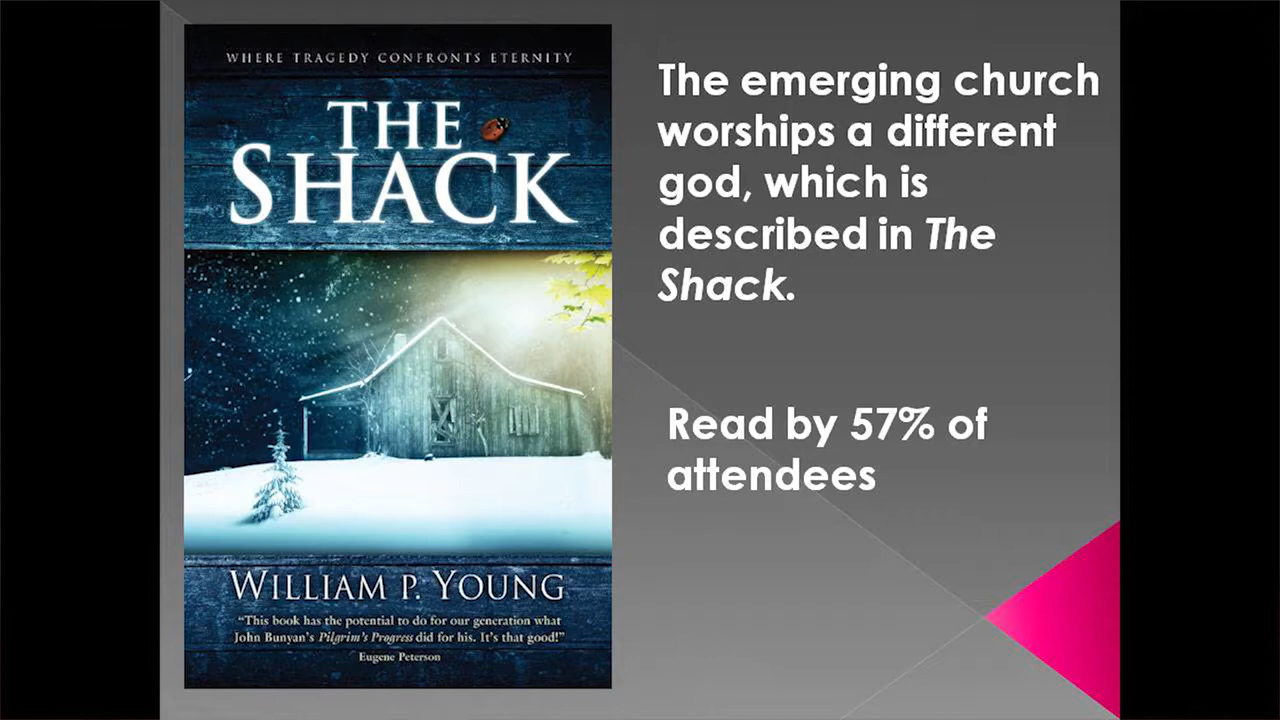 WHERE TRAGEDY CONFRONTS ETERNITY
THE
SHACK
WILLIAM P. YOUNG
“This book has the potential to do for our generation what
John Bunyan’s Pilgrim’s Progress did for his. It’s that good!”
Eugene Peterson
The emerging church
worships a different
god, which is
described in The
Shack.
Read by 57% of
attendees